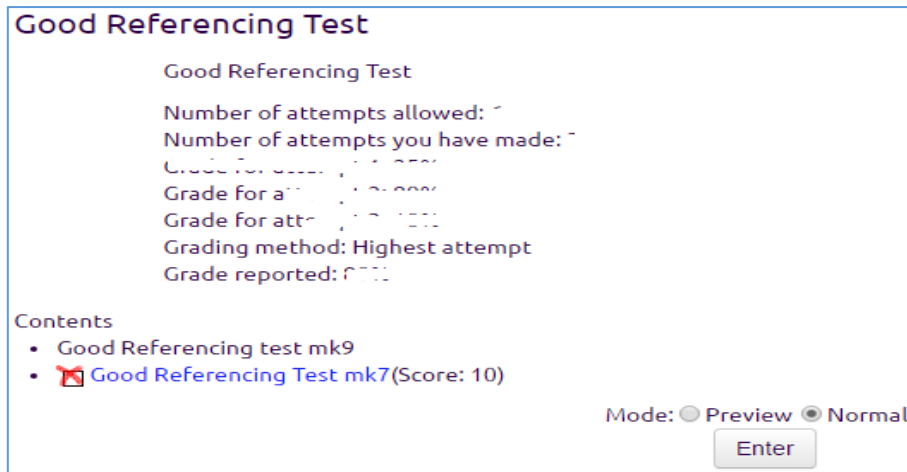 Good Referencing Test
Good Referencing Test
Number of attempts allowed:
Number of attempts you have made:
Grade for
Grade for
Grading method: Highest attempt
Grade reported:
Contents
• Good Referencing test mk9
• Good Referencing Test mk7(Score: 10)
Mode: Preview Normal
Enter